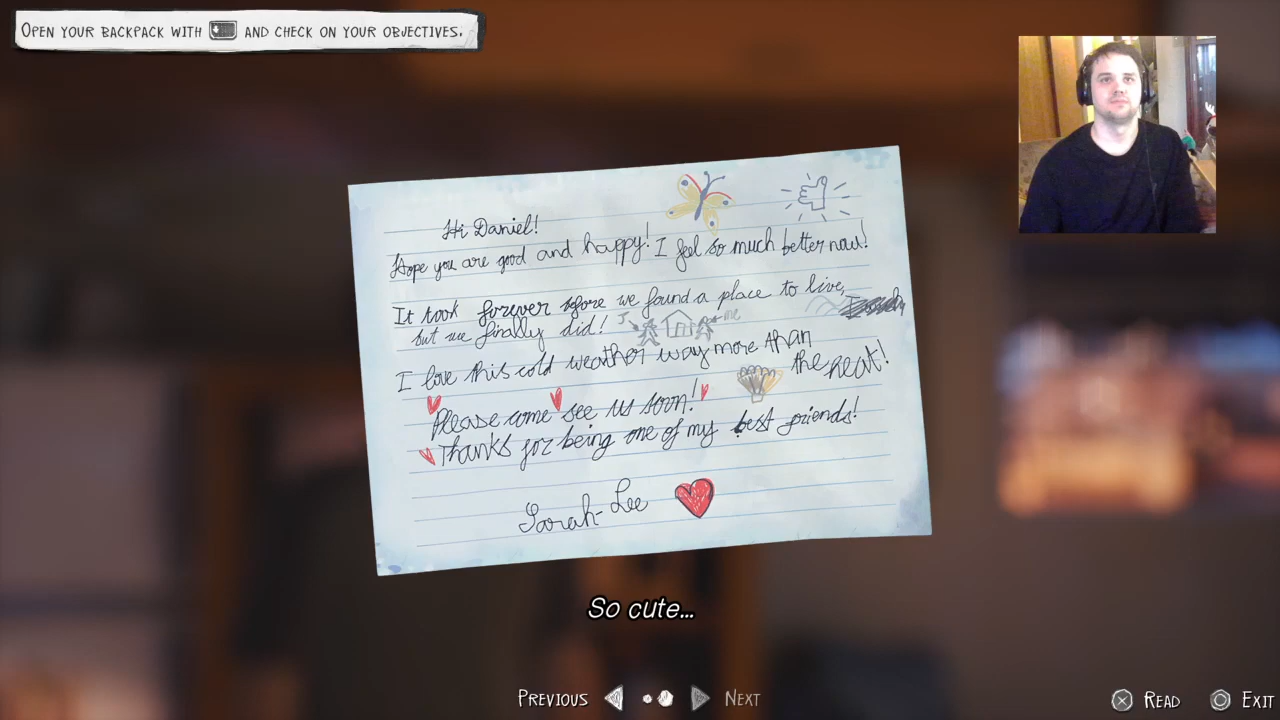 OPEN YOUR BACKPACK WITH AND CHECK ON YOUR OBJECTIVES.
Hi Daniel!
Hope you are good and happy! I feel so much better now!
It took forever before we found a place to live,
but we finally did!
J me
I love this cold weather way more than
the heat!
Please come see us soon!
Thanks for being one of my best friends!
Sarah-Lee
So cute...
PREVIOUS NEXT
READ EXIT